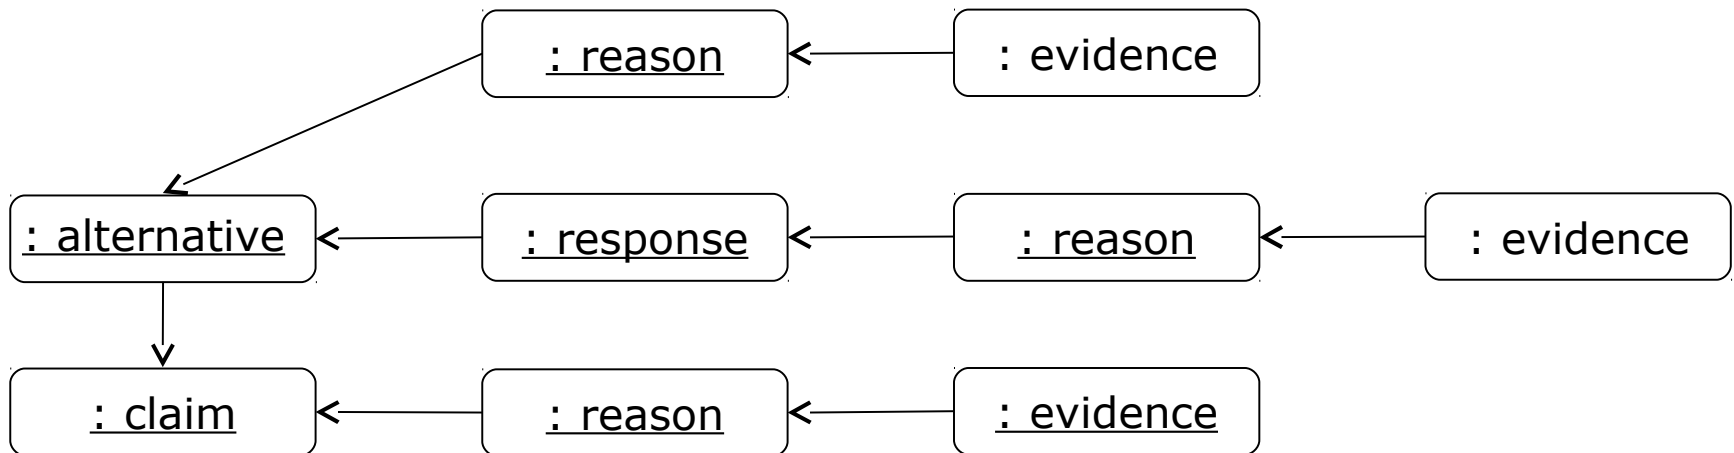 : reason
: evidence
: alternative
: response
: reason
: evidence
: claim
: reason
: evidence